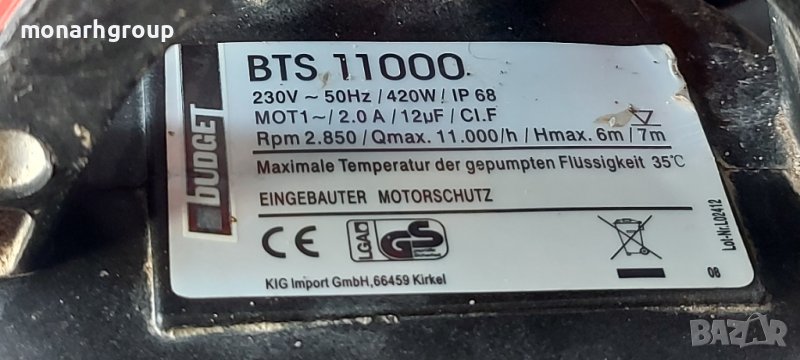 monarhgroup
BUDGET
BTS 11000
230V ~ 50Hz / 420W / IP 68
MOT1~ / 2.0 A / 12µF / CI.F
Rpm 2.850 / Qmax. 11.000/h / Hmax. 6m / 7m
Maximale Temperatur der gepumpten Flüssigkeit 35°C
EINGEBAUTER MOTORSCHUTZ
CE LGA GS
KIG Import GmbH,66459 Kirkel
08
Lot-Nr.L02412
BAZAR